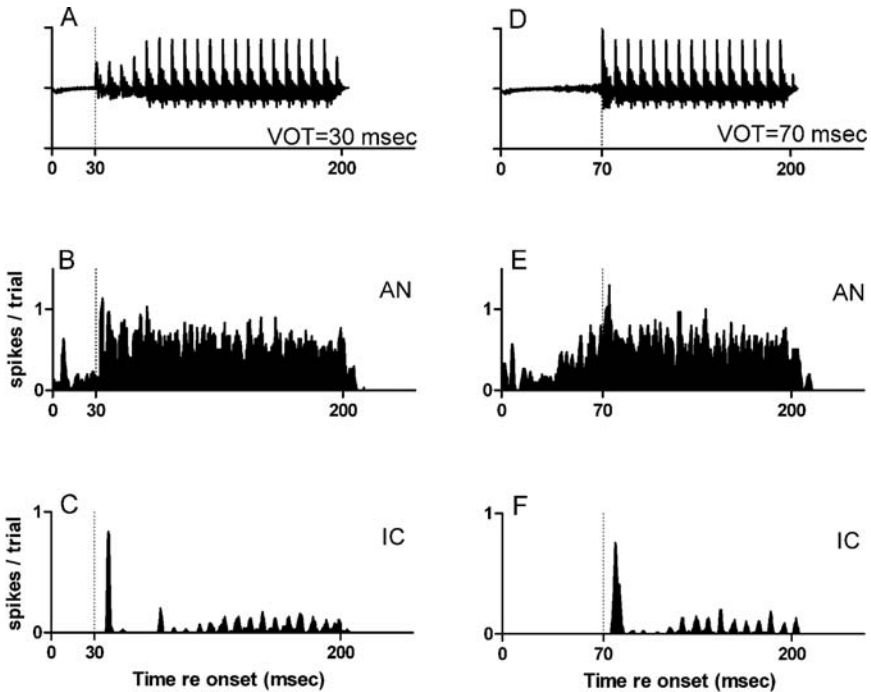 A
VOT=30 msec
0 30 200
D
VOT=70 msec
0 70 200
B
AN
spikes / trial
1
0
0 30 200
E
AN
1
0
0 70 200
C
IC
spikes / trial
1
0
0 30 200
Time re onset (msec)
F
IC
1
0
0 70 200
Time re onset (msec)